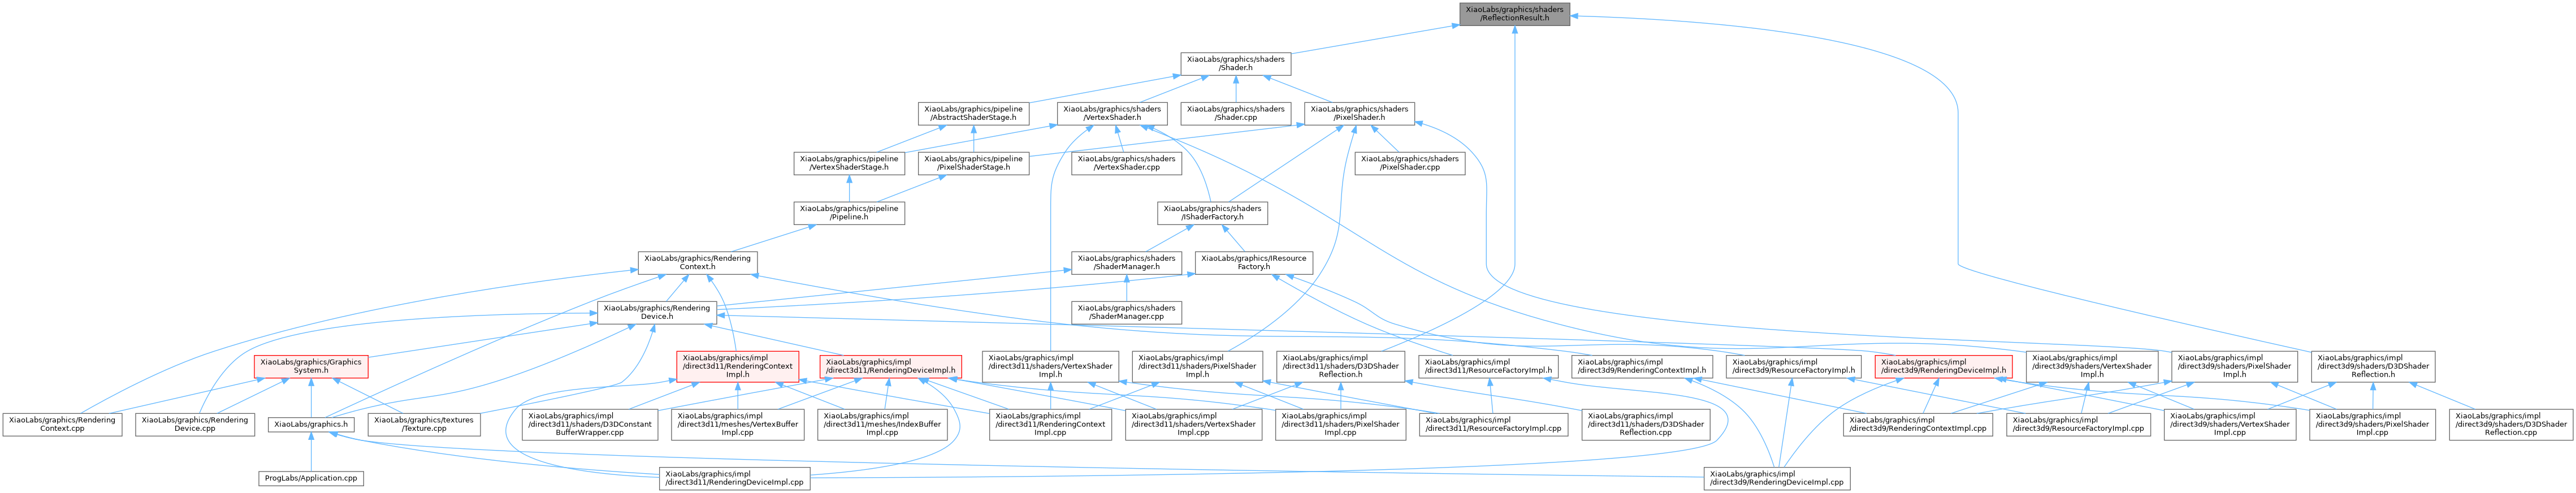 XiaoLabs/graphics/shaders
/ReflectionResult.h
XiaoLabs/graphics/shaders
/Shader.h
XiaoLabs/graphics/pipeline
/AbstractShaderStage.h
XiaoLabs/graphics/shaders
/VertexShader.h
XiaoLabs/graphics/shaders
/Shader.cpp
XiaoLabs/graphics/shaders
/PixelShader.h
XiaoLabs/graphics/pipeline
/VertexShaderStage.h
XiaoLabs/graphics/pipeline
/PixelShaderStage.h
XiaoLabs/graphics/shaders
/VertexShader.cpp
XiaoLabs/graphics/shaders
/PixelShader.cpp
XiaoLabs/graphics/pipeline
/Pipeline.h
XiaoLabs/graphics/shaders
/IShaderFactory.h
XiaoLabs/graphics/Rendering
Context.h
XiaoLabs/graphics/shaders
/ShaderManager.h
XiaoLabs/graphics/IResource
Factory.h
XiaoLabs/graphics/Rendering
Device.h
XiaoLabs/graphics/shaders
/ShaderManager.cpp
XiaoLabs/graphics/Graphics
System.h
XiaoLabs/graphics/impl
/direct3d11/RenderingContext
Impl.h
XiaoLabs/graphics/impl
/direct3d11/RenderingDeviceImpl.h
XiaoLabs/graphics/impl
/direct3d11/shaders/VertexShader
Impl.h
XiaoLabs/graphics/impl
/direct3d11/shaders/PixelShader
Impl.h
XiaoLabs/graphics/impl
/direct3d11/shaders/D3DShader
Reflection.h
XiaoLabs/graphics/impl
/direct3d11/ResourceFactoryImpl.h
XiaoLabs/graphics/impl
/direct3d9/RenderingContextImpl.h
XiaoLabs/graphics/impl
/direct3d9/ResourceFactoryImpl.h
XiaoLabs/graphics/impl
/direct3d9/RenderingDeviceImpl.h
XiaoLabs/graphics/impl
/direct3d9/shaders/VertexShader
Impl.h
XiaoLabs/graphics/impl
/direct3d9/shaders/PixelShader
Impl.h
XiaoLabs/graphics/impl
/direct3d9/shaders/D3DShader
Reflection.h
XiaoLabs/graphics/Rendering
Context.cpp
XiaoLabs/graphics/Rendering
Device.cpp
XiaoLabs/graphics.h
XiaoLabs/graphics/textures
/Texture.cpp
XiaoLabs/graphics/impl
/direct3d11/shaders/D3DConstant
BufferWrapper.cpp
XiaoLabs/graphics/impl
/direct3d11/meshes/VertexBuffer
Impl.cpp
XiaoLabs/graphics/impl
/direct3d11/meshes/IndexBuffer
Impl.cpp
XiaoLabs/graphics/impl
/direct3d11/RenderingContext
Impl.cpp
XiaoLabs/graphics/impl
/direct3d11/shaders/VertexShader
Impl.cpp
XiaoLabs/graphics/impl
/direct3d11/shaders/PixelShader
Impl.cpp
XiaoLabs/graphics/impl
/direct3d11/ResourceFactoryImpl.cpp
XiaoLabs/graphics/impl
/direct3d11/shaders/D3DShader
Reflection.cpp
XiaoLabs/graphics/impl
/direct3d9/RenderingContextImpl.cpp
XiaoLabs/graphics/impl
/direct3d9/ResourceFactoryImpl.cpp
XiaoLabs/graphics/impl
/direct3d9/shaders/VertexShader
Impl.cpp
XiaoLabs/graphics/impl
/direct3d9/shaders/PixelShader
Impl.cpp
XiaoLabs/graphics/impl
/direct3d9/shaders/D3DShader
Reflection.cpp
ProgLabs/Application.cpp
XiaoLabs/graphics/impl
/direct3d11/RenderingDeviceImpl.cpp
XiaoLabs/graphics/impl
/direct3d9/RenderingDeviceImpl.cpp